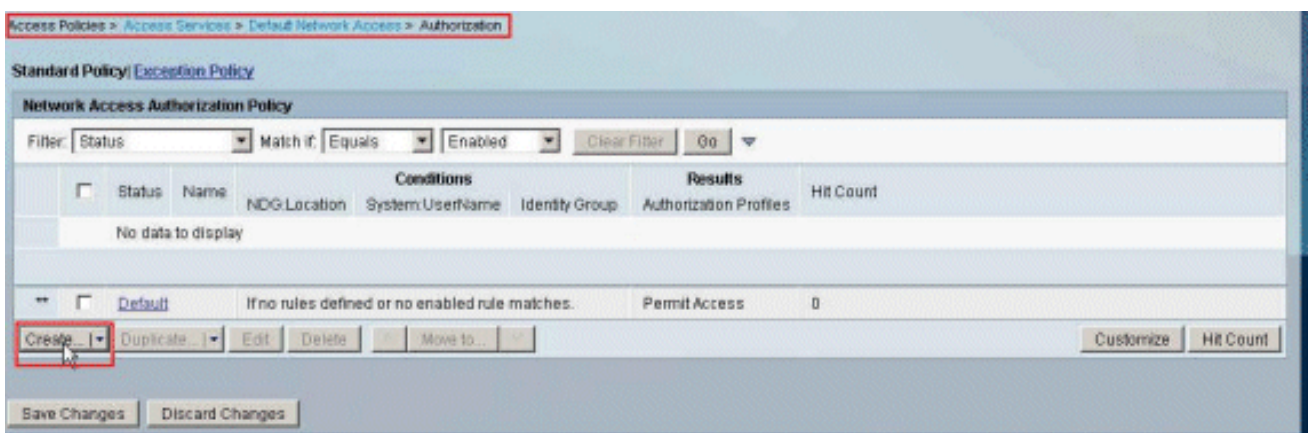 Access Policies > Access Services > Default Network Access > Authorization
Standard Policy| Exception Policy
Network Access Authorization Policy
Filter: Status Match if: Equals Enabled Clear Filter Go
Conditions Results
Status Name NDG:Location System:UserName Identity Group Authorization Profiles Hit Count
No data to display
** Default If no rules defined or no enabled rule matches. Permit Access 0
Create... | Duplicate... | Edit Delete Move to... Customize Hit Count
Save Changes Discard Changes